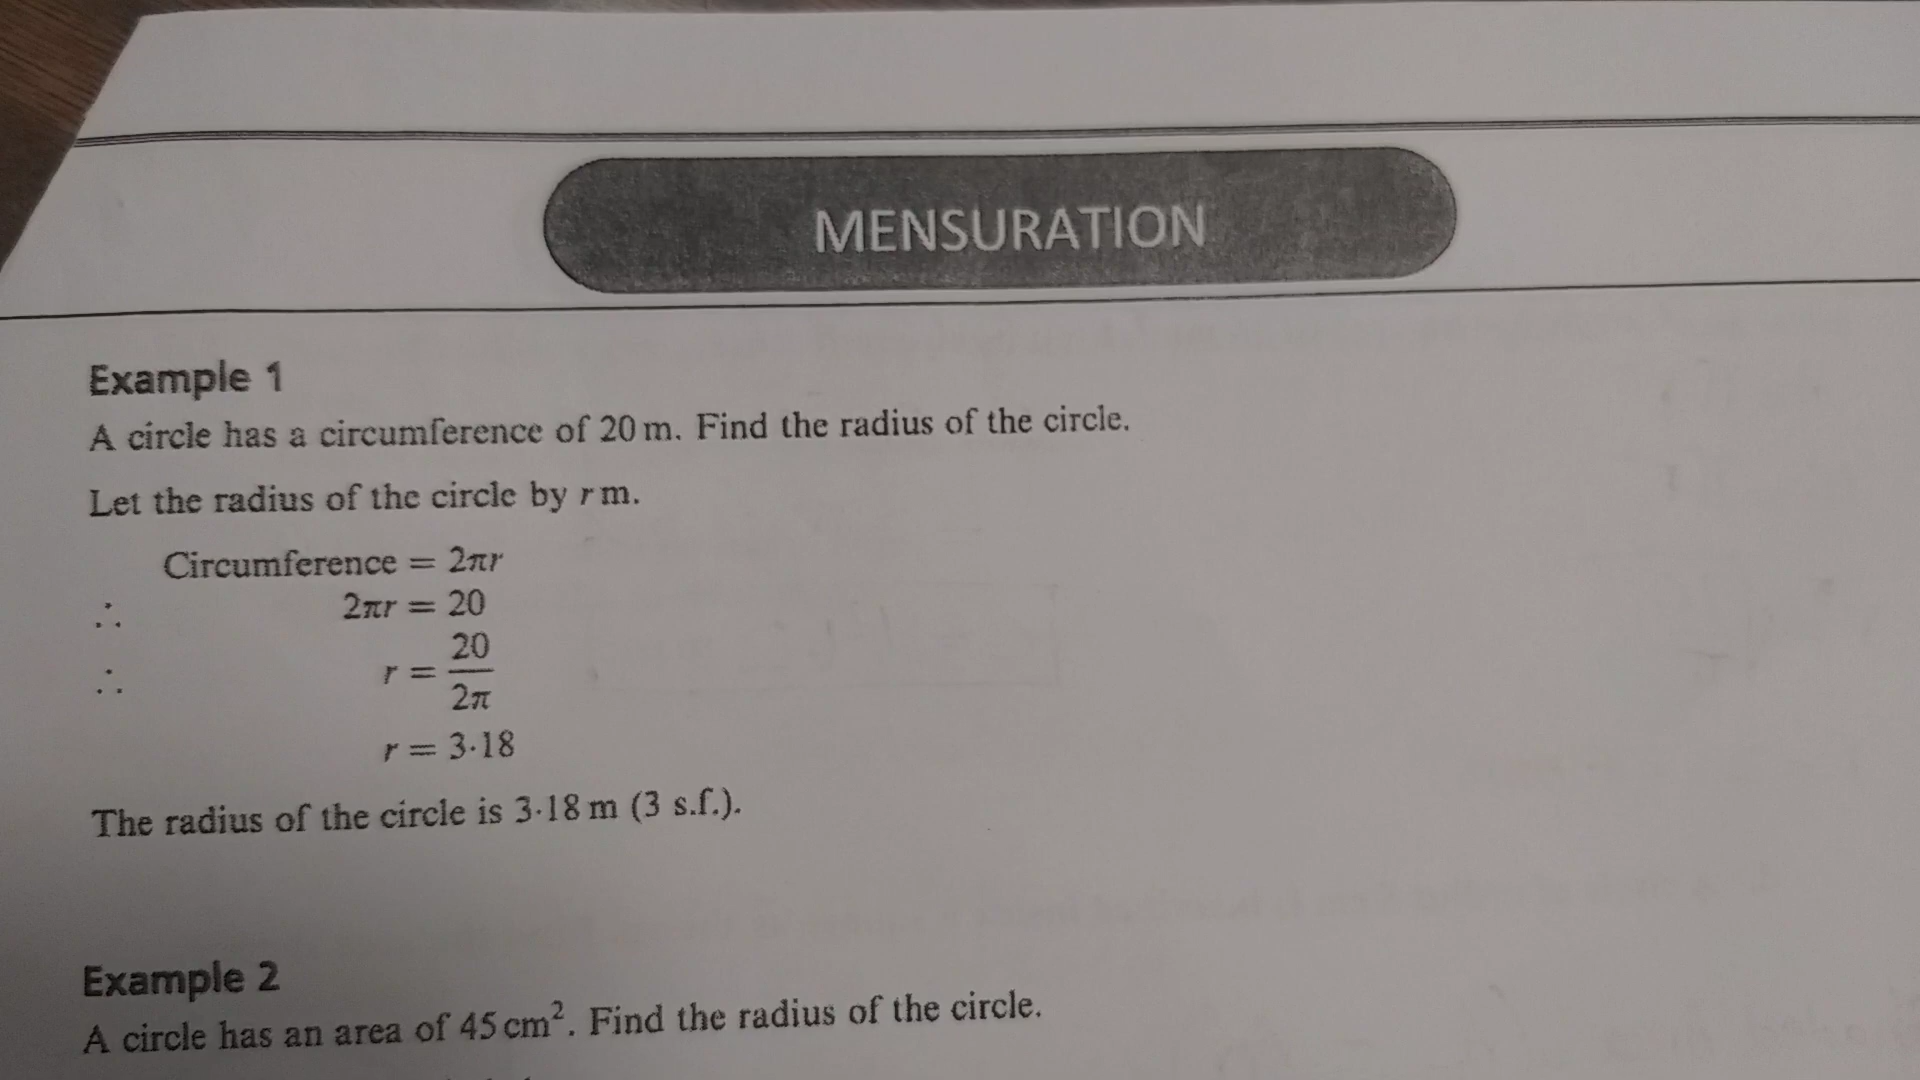 MENSURATION
Example 1
A circle has a circumference of 20 m. Find the radius of the circle.
Let the radius of the circle by r m.
Circumference = 2πr
∴ 2πr = 20
∴ r = 20/2π
r = 3·18
The radius of the circle is 3·18 m (3 s.f.).
Example 2
A circle has an area of 45 cm². Find the radius of the circle.